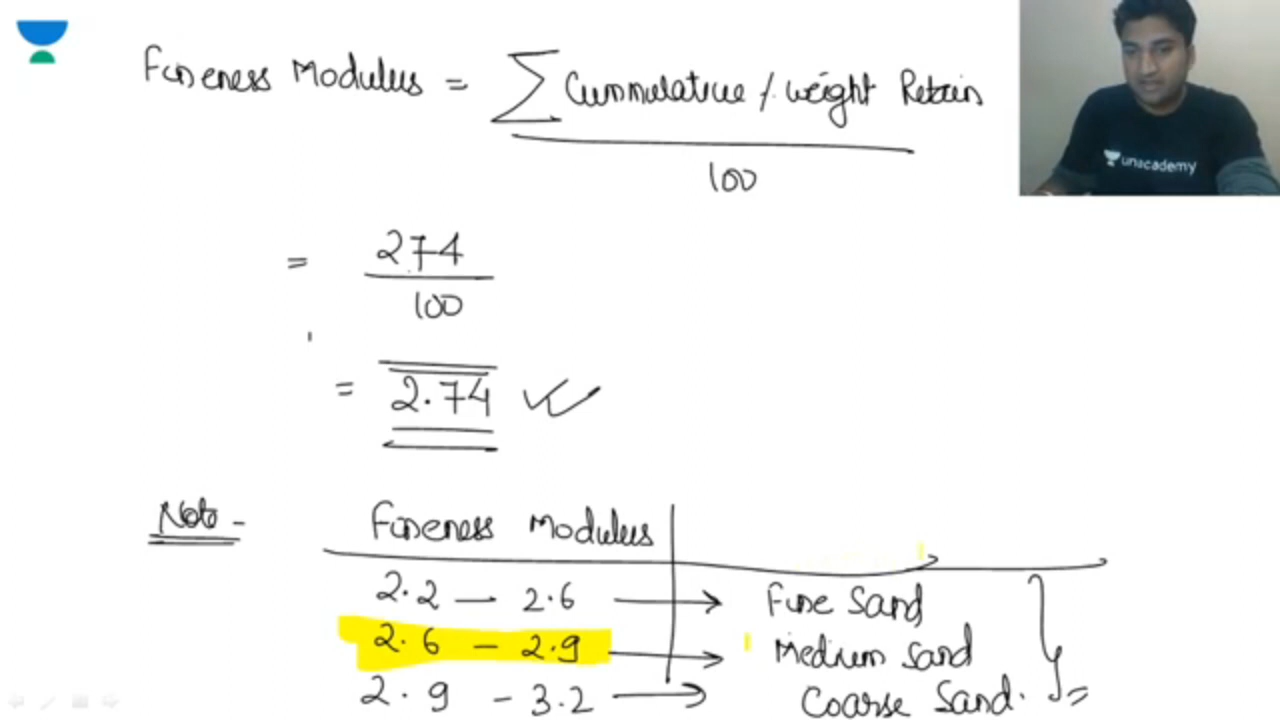 Fineness Modulus = ∑ Cummulative % weight Retain
100
unacademy
= 274
100
= 2.74
Note - Fineness Modulus
2.2 — 2.6 → Fine Sand
2.6 - 2.9 → Medium Sand
2.9 - 3.2 → Coarse Sand.